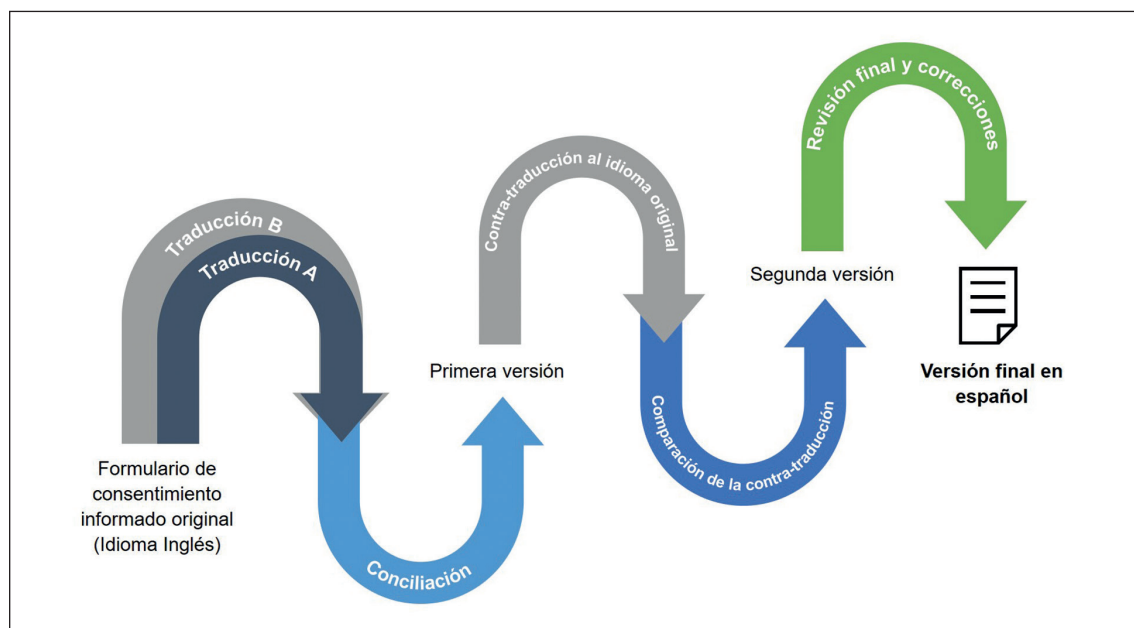 Traducción B
Traducción A
Formulario de
consentimiento
informado original
(Idioma Inglés)
Conciliación
Primera versión
Contra-traducción al idioma original
Comparación de la contra-traducción
Segunda versión
Revisión final y correcciones
Versión final en
español